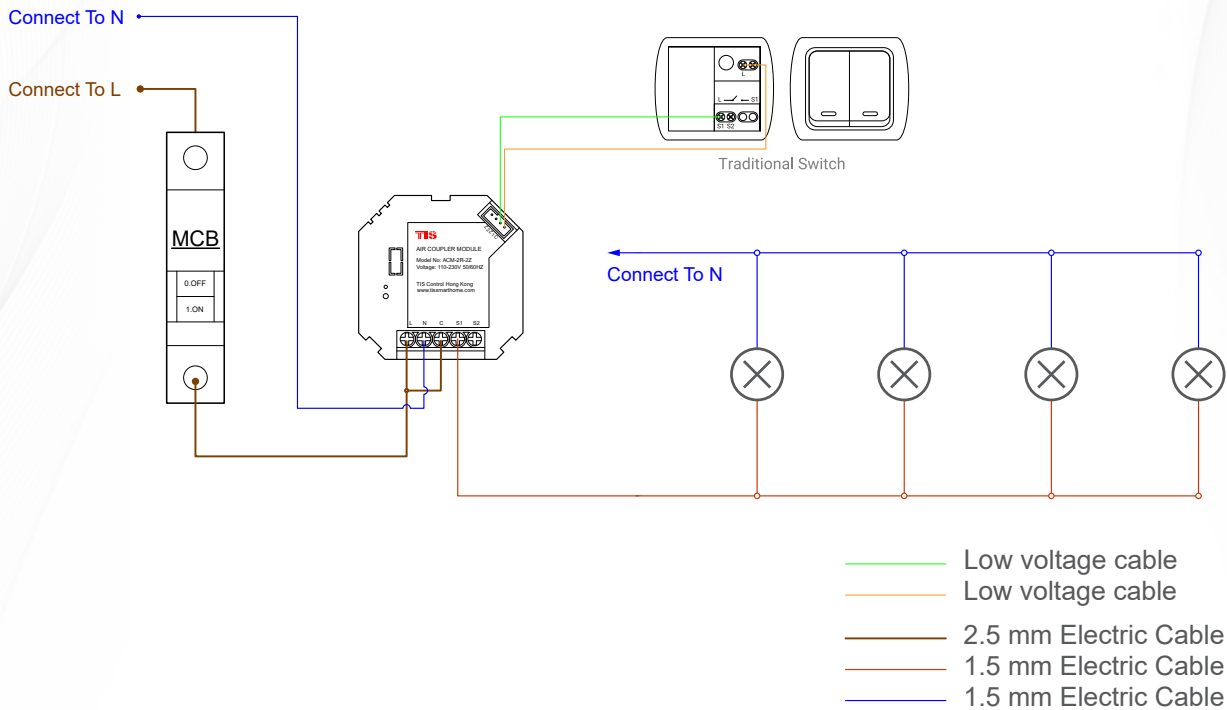 Connect To N
Connect To L
MCB
0.OFF
1.ON
L
L
S1
S1 S2
Traditional Switch
TIS
AIR COUPLER MODULE
Model No: ACM-2R-2Z
Voltage: 110-230V 50/60HZ
TIS Control Hong Kong
www.tissmarthome.com
L N C S1 S2
Connect To N
Low voltage cable
Low voltage cable
2.5 mm Electric Cable
1.5 mm Electric Cable
1.5 mm Electric Cable